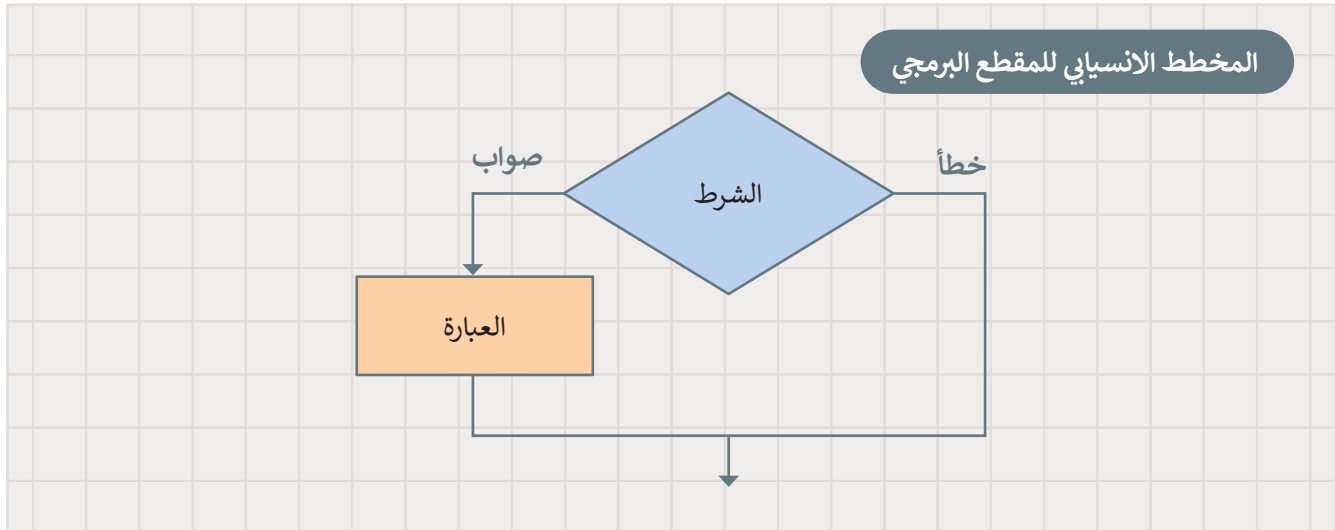 المخطط الانسيابي للمقطع البرمجي
خطأ
صواب
الشرط
العبارة